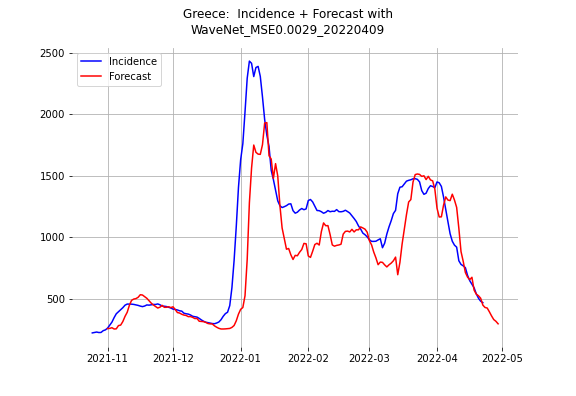 Greece:  Incidence + Forecast with
WaveNet_MSE0.0029_20220409
2500
2000
1500
1000
500
Incidence
Forecast
2021-11 2021-12 2022-01 2022-02 2022-03 2022-04 2022-05